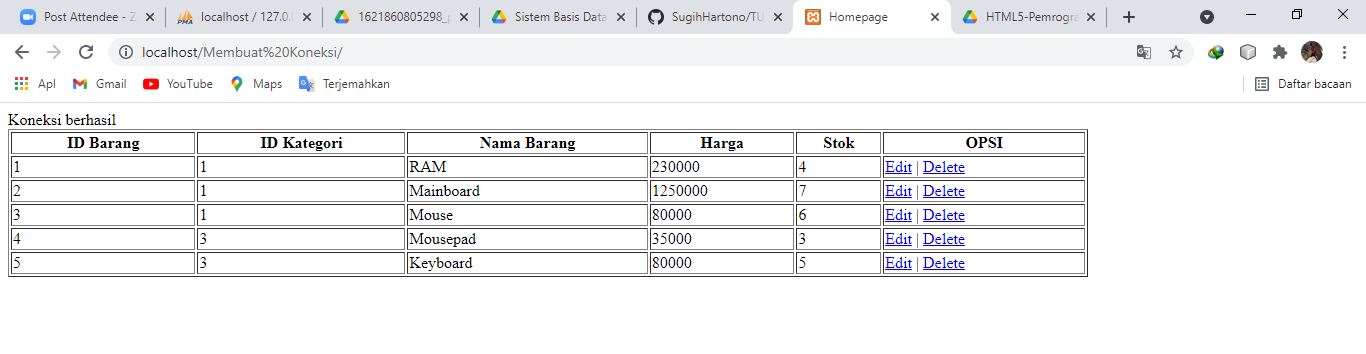 Post Attendee - Z
localhost / 127.0.0
1621860805298_p
Sistem Basis Data
SugihHartono/TU
Homepage
HTML5-Pemrogra
localhost/Membuat%20Koneksi/
Apl Gmail YouTube Maps Terjemahkan Daftar bacaan
Koneksi berhasil
ID Barang ID Kategori Nama Barang Harga Stok OPSI
1 1 RAM 230000 4 Edit | Delete
2 1 Mainboard 1250000 7 Edit | Delete
3 1 Mouse 80000 6 Edit | Delete
4 3 Mousepad 35000 3 Edit | Delete
5 3 Keyboard 80000 5 Edit | Delete